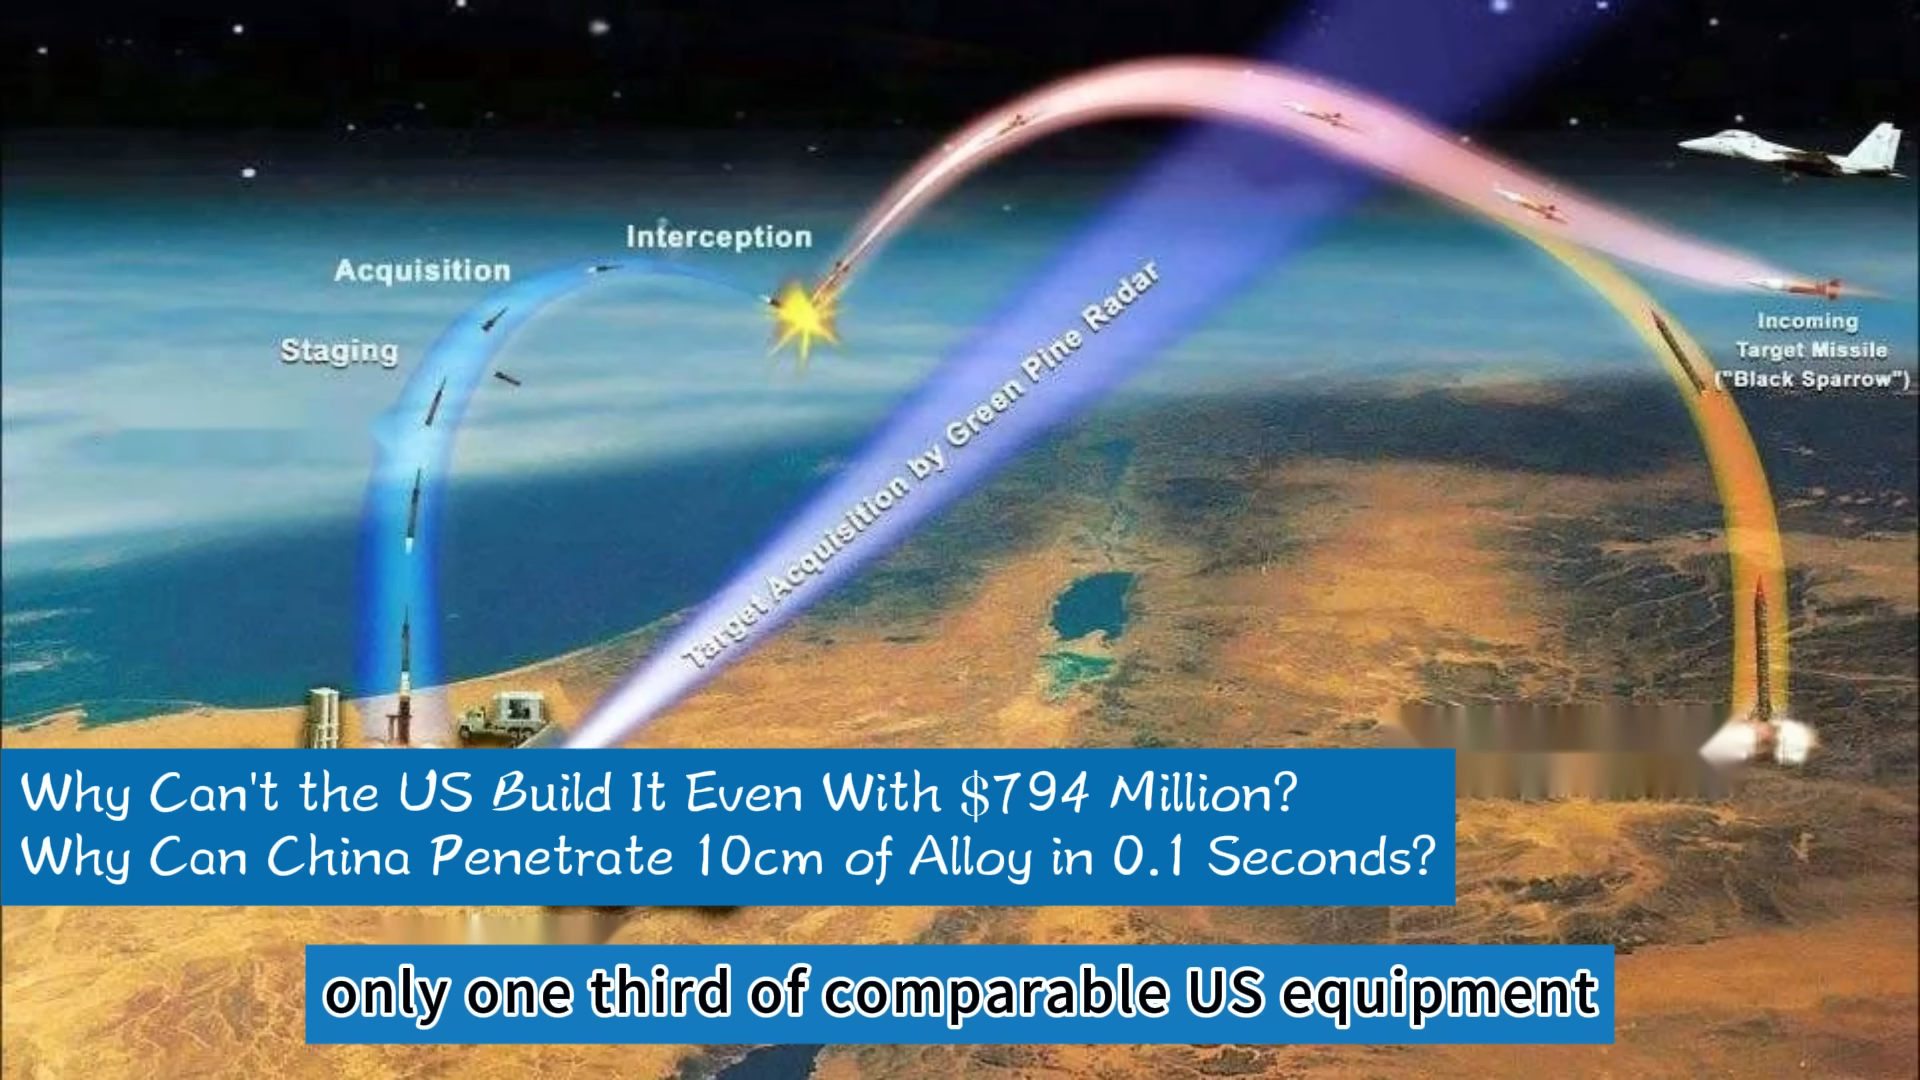 Interception
Acquisition
Staging
Target Acquisition by Green Pine Radar
Incoming
Target Missile
("Black Sparrow")
Why Can't the US Build It Even With $794 Million?
Why Can China Penetrate 10cm of Alloy in 0.1 Seconds?
only one third of comparable US equipment